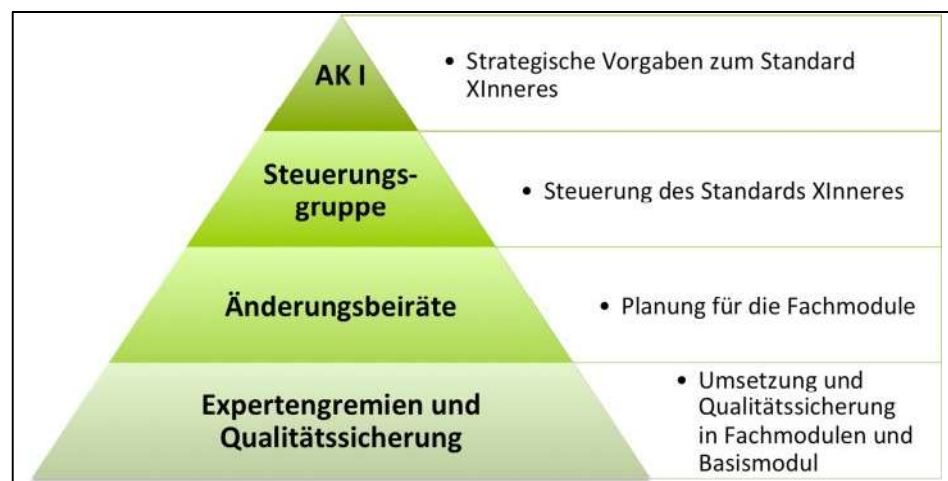 AK I
• Strategische Vorgaben zum Standard
XInneres
Steuerungs-
gruppe
• Steuerung des Standards XInneres
Änderungsbeiräte
• Planung für die Fachmodule
Expertengremien und
Qualitätssicherung
• Umsetzung und
Qualitätssicherung
in Fachmodulen und
Basismodul